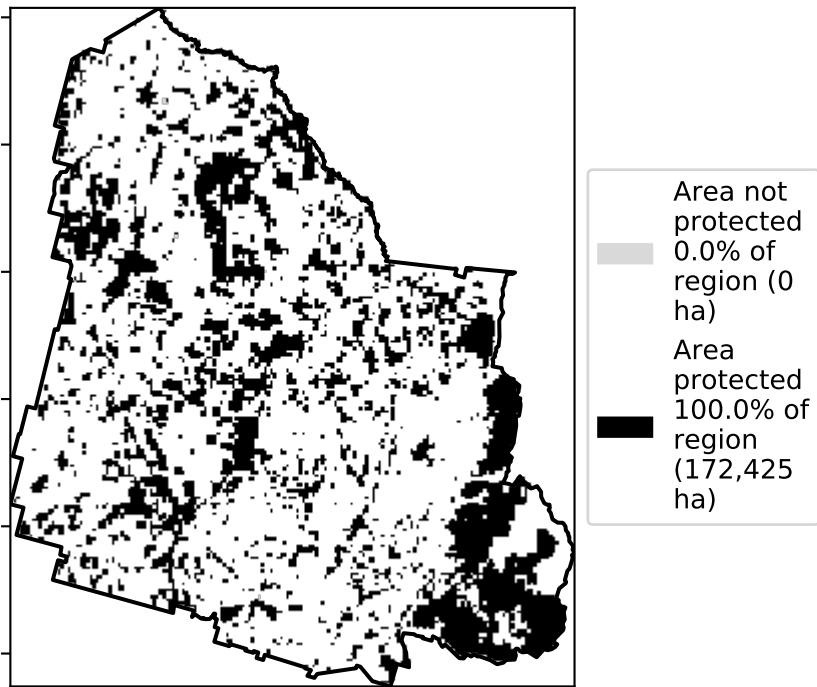 Area not
protected
0.0% of
region (0
ha)
Area
protected
100.0% of
region
(172,425
ha)